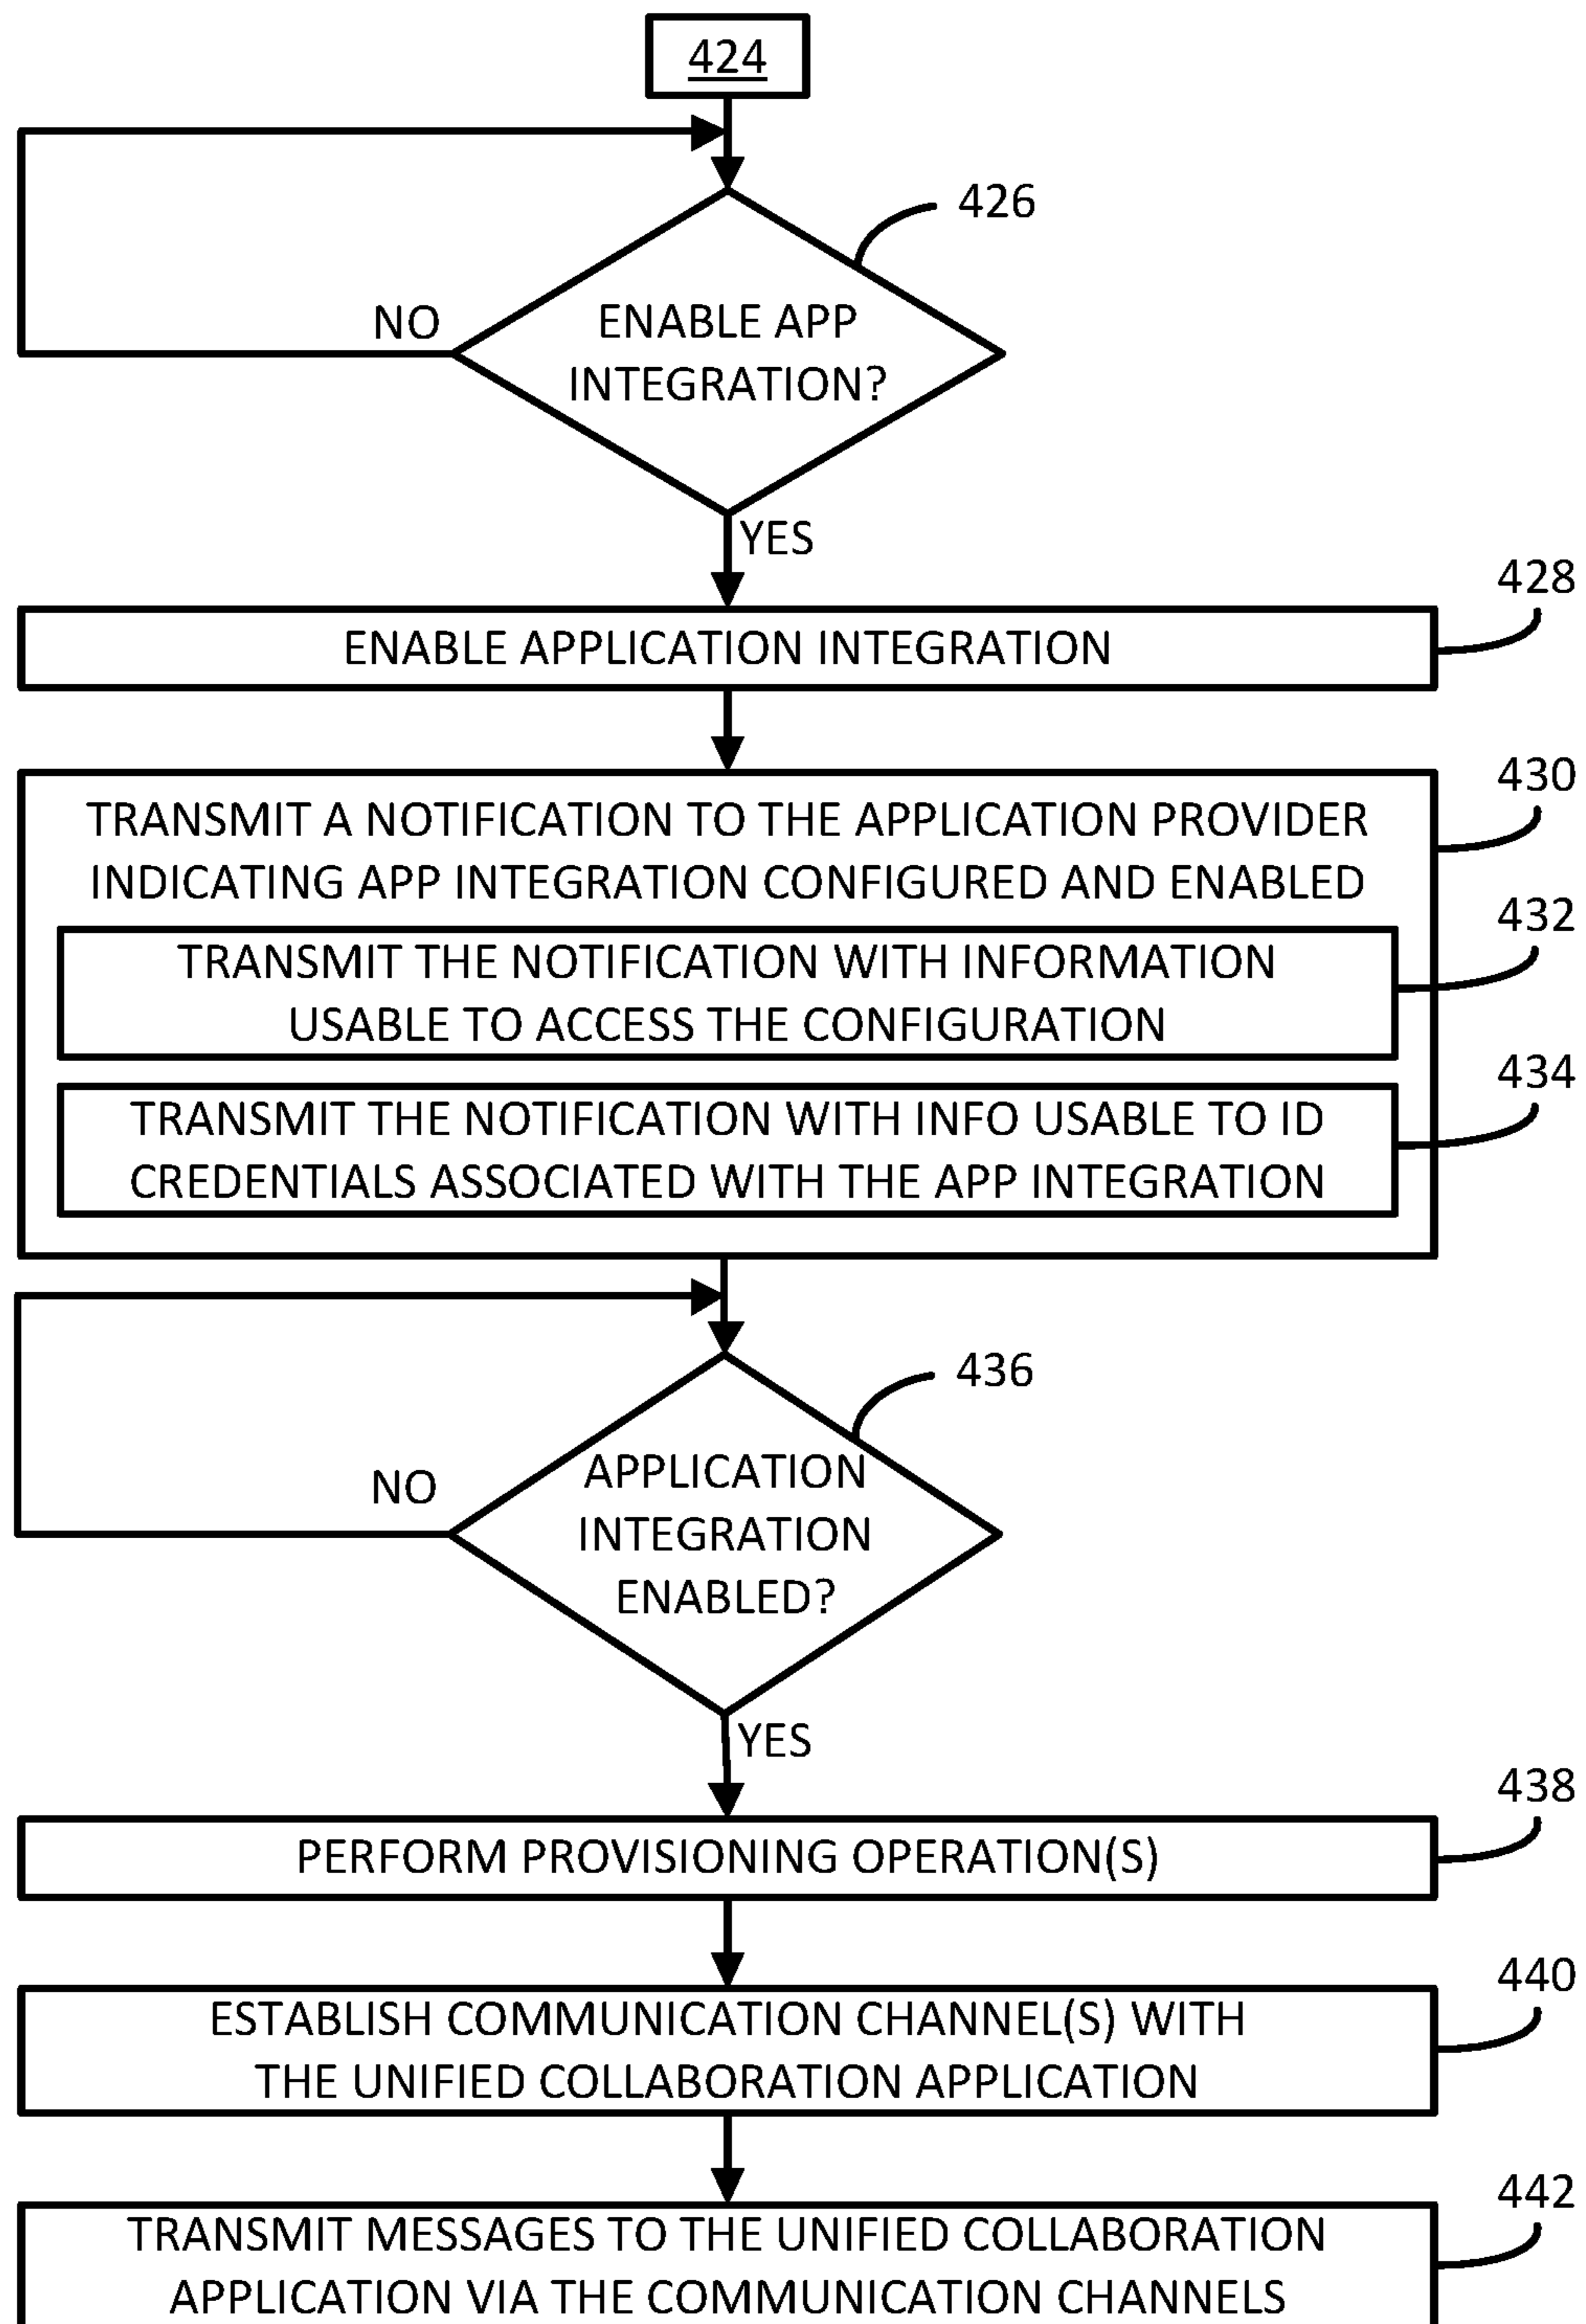 424
426
ENABLE APP
INTEGRATION?
NO
YES
428
ENABLE APPLICATION INTEGRATION
430
TRANSMIT A NOTIFICATION TO THE APPLICATION PROVIDER
INDICATING APP INTEGRATION CONFIGURED AND ENABLED
432
TRANSMIT THE NOTIFICATION WITH INFORMATION
USABLE TO ACCESS THE CONFIGURATION
434
TRANSMIT THE NOTIFICATION WITH INFO USABLE TO ID
CREDENTIALS ASSOCIATED WITH THE APP INTEGRATION
436
APPLICATION
INTEGRATION
ENABLED?
NO
YES
438
PERFORM PROVISIONING OPERATION(S)
440
ESTABLISH COMMUNICATION CHANNEL(S) WITH
THE UNIFIED COLLABORATION APPLICATION
442
TRANSMIT MESSAGES TO THE UNIFIED COLLABORATION
APPLICATION VIA THE COMMUNICATION CHANNELS